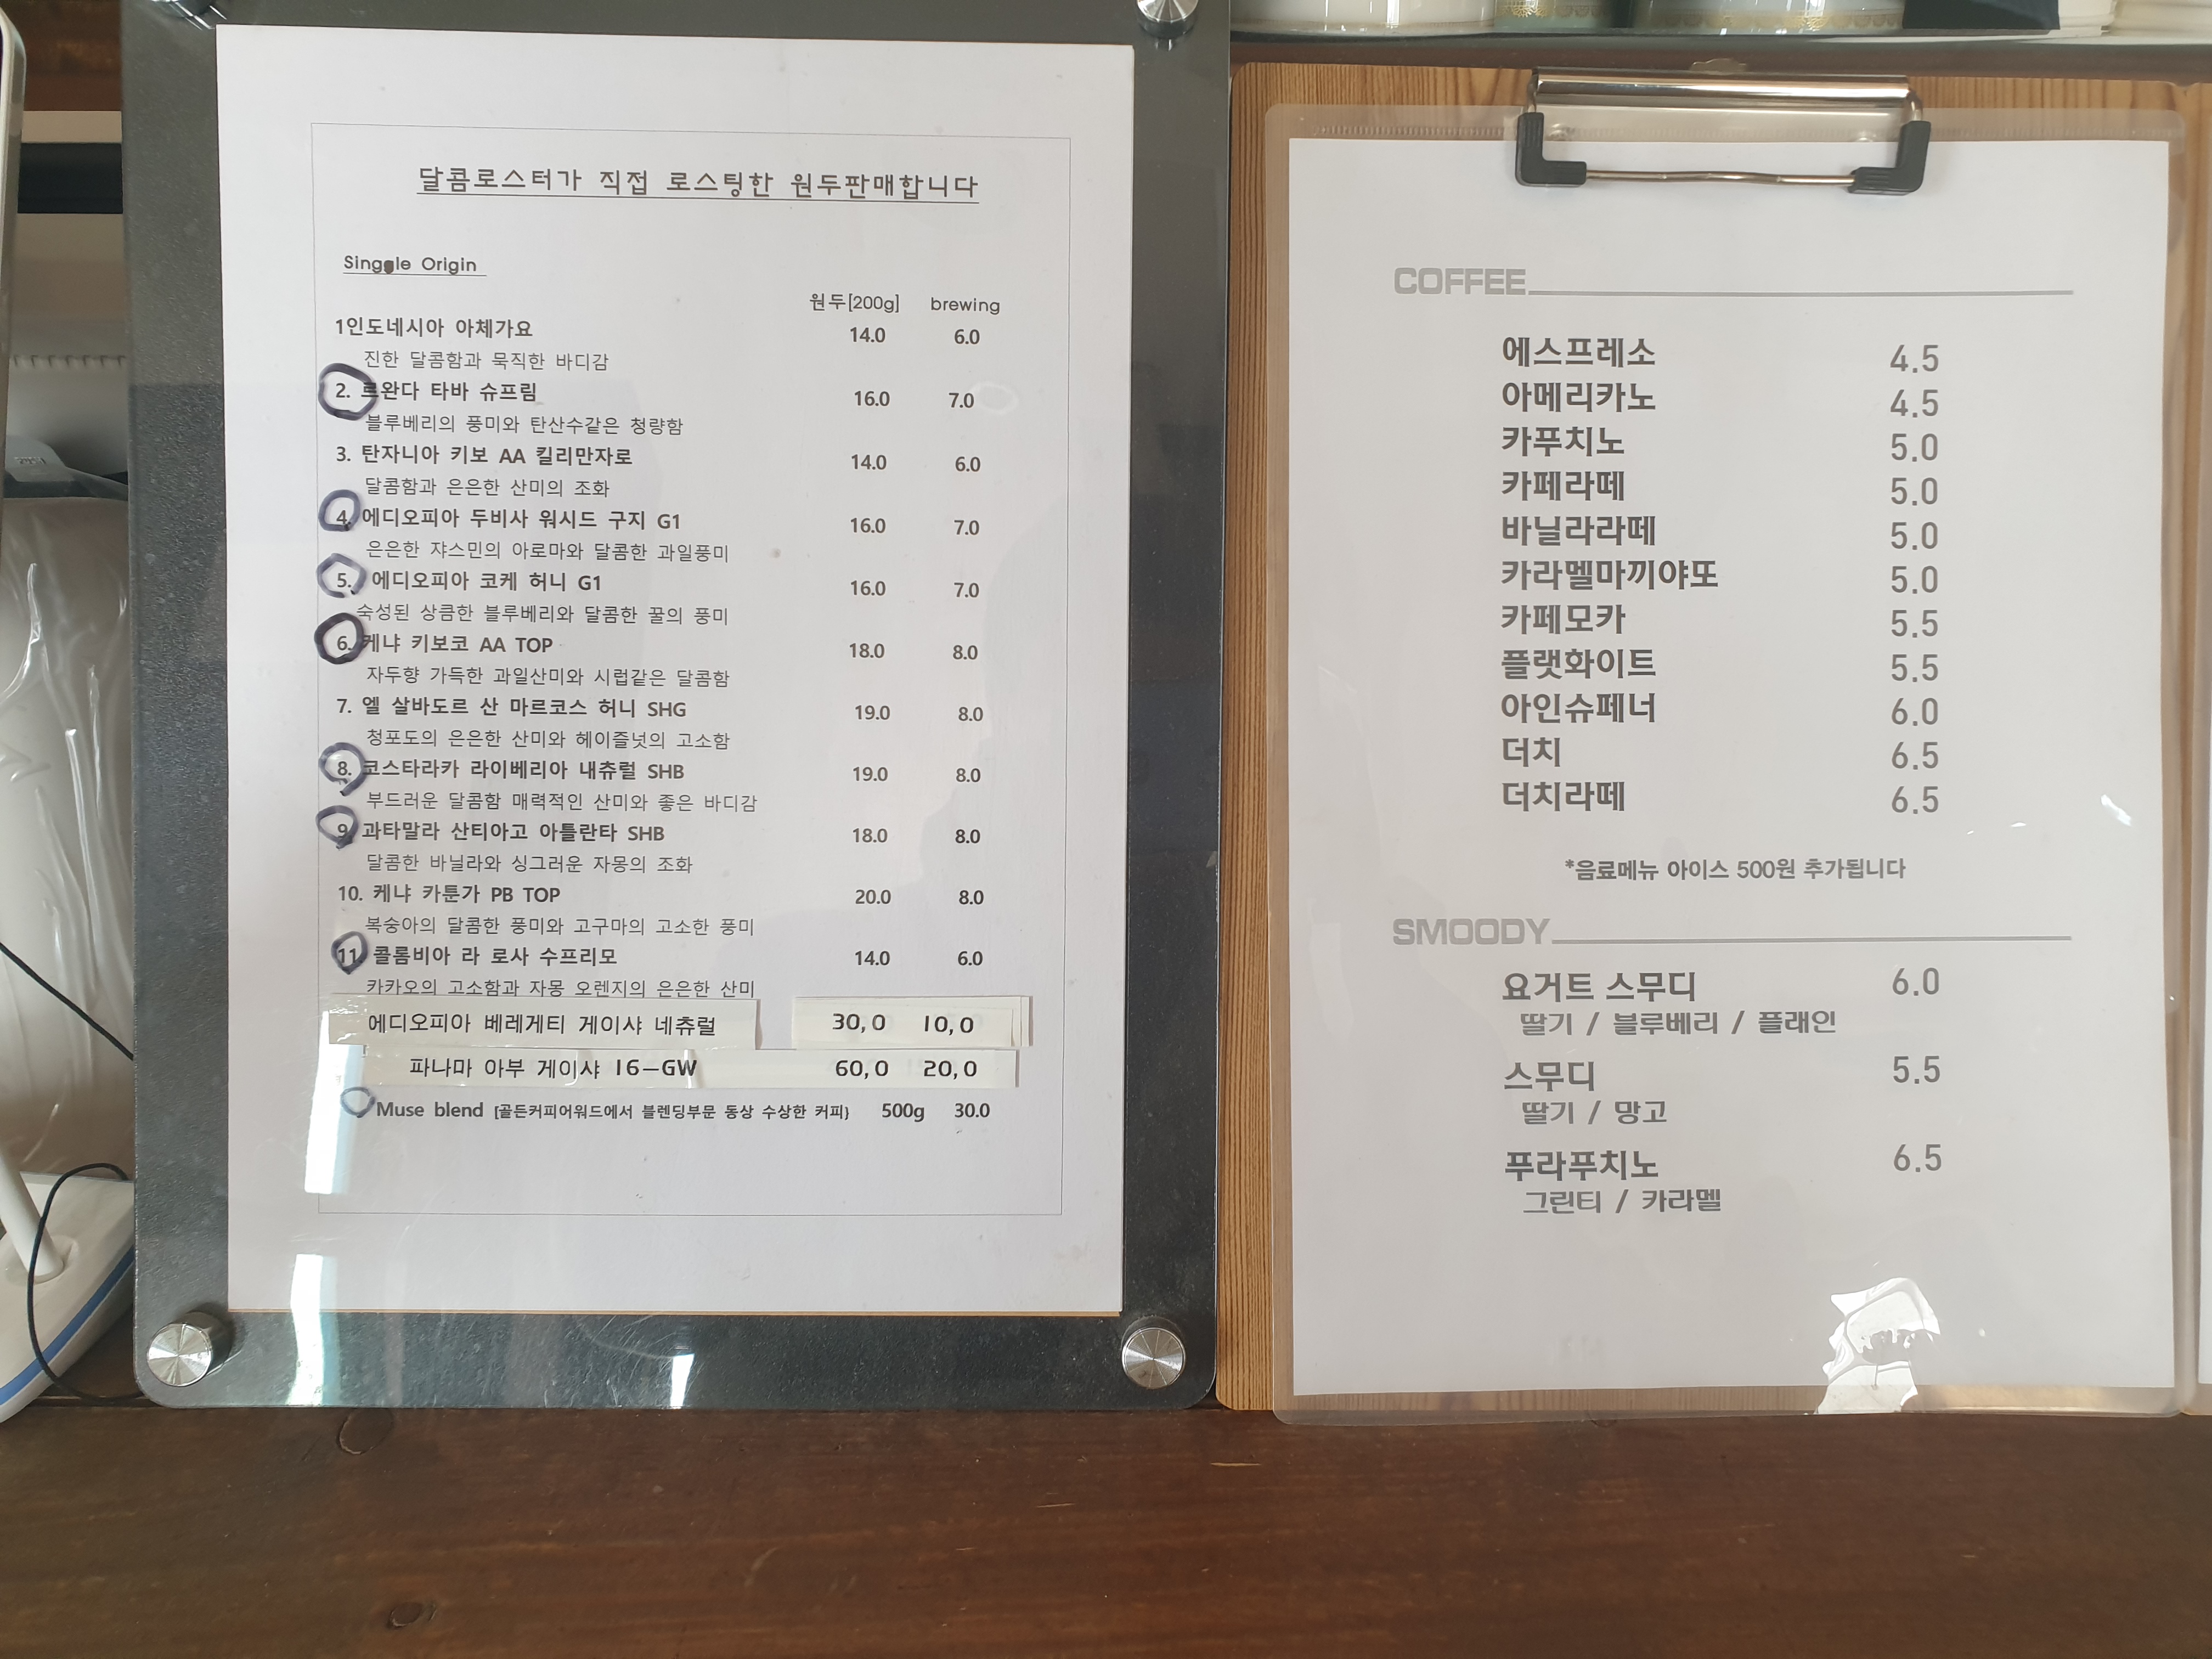 달콤로스터가 직접 로스팅한 원두판매합니다
Singgle Origin
원두[200g] brewing
1인도네시아 아체가요 14.0 6.0
진한 달콤함과 묵직한 바디감
2. 르완다 타바 슈프림 16.0 7.0
블루베리의 풍미와 탄산수같은 청량함
3. 탄자니아 키보 AA 킬리만자로 14.0 6.0
달콤함과 은은한 산미의 조화
4. 에디오피아 두비사 워시드 구지 G1 16.0 7.0
은은한 쟈스민의 아로마와 달콤한 과일풍미
5. 에디오피아 코케 허니 G1 16.0 7.0
숙성된 상큼한 블루베리와 달콤한 꿀의 풍미
6. 케냐 키보코 AA TOP 18.0 8.0
자두향 가득한 과일산미와 시럽같은 달콤함
7. 엘 살바도르 산 마르코스 허니 SHG 19.0 8.0
청포도의 은은한 산미와 헤이즐넛의 고소함
8. 코스타라카 라이베리아 내츄럴 SHB 19.0 8.0
부드러운 달콤함 매력적인 산미와 좋은 바디감
9. 과타말라 산티아고 아틀란타 SHB 18.0 8.0
달콤한 바닐라와 싱그러운 자몽의 조화
10. 케냐 카툰가 PB TOP 20.0 8.0
복숭아의 달콤한 풍미와 고구마의 고소한 풍미
11. 콜롬비아 라 로사 수프리모 14.0 6.0
카카오의 고소함과 자몽 오렌지의 은은한 산미
에디오피아 베레게티 게이샤 네츄럴 30,0 10,0
파나마 아부 게이샤 16-GW 60,0 20,0
Muse blend [골든커피어워드에서 블렌딩부문 동상 수상한 커피} 500g 30.0
COFFEE
에스프레소 4.5
아메리카노 4.5
카푸치노 5.0
카페라떼 5.0
바닐라라떼 5.0
카라멜마끼야또 5.0
카페모카 5.5
플랫화이트 5.5
아인슈페너 6.0
더치 6.5
더치라떼 6.5
*음료메뉴 아이스 500원 추가됩니다
SMOODY
요거트 스무디 6.0
딸기 / 블루베리 / 플래인
스무디 5.5
딸기 / 망고
푸라푸치노 6.5
그린티 / 카라멜